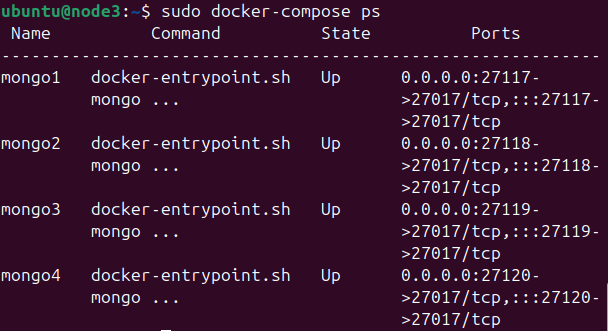 ubuntu@node3:~$ sudo docker-compose ps
 Name          Command          State           Ports
------------------------------------------------------------
mongo1   docker-entrypoint.sh   Up      0.0.0.0:27117-
         mongo ...                      >27017/tcp,:::27117-
                                        >27017/tcp
mongo2   docker-entrypoint.sh   Up      0.0.0.0:27118-
         mongo ...                      >27017/tcp,:::27118-
                                        >27017/tcp
mongo3   docker-entrypoint.sh   Up      0.0.0.0:27119-
         mongo ...                      >27017/tcp,:::27119-
                                        >27017/tcp
mongo4   docker-entrypoint.sh   Up      0.0.0.0:27120-
         mongo ...                      >27017/tcp,:::27120-
                                        >27017/tcp